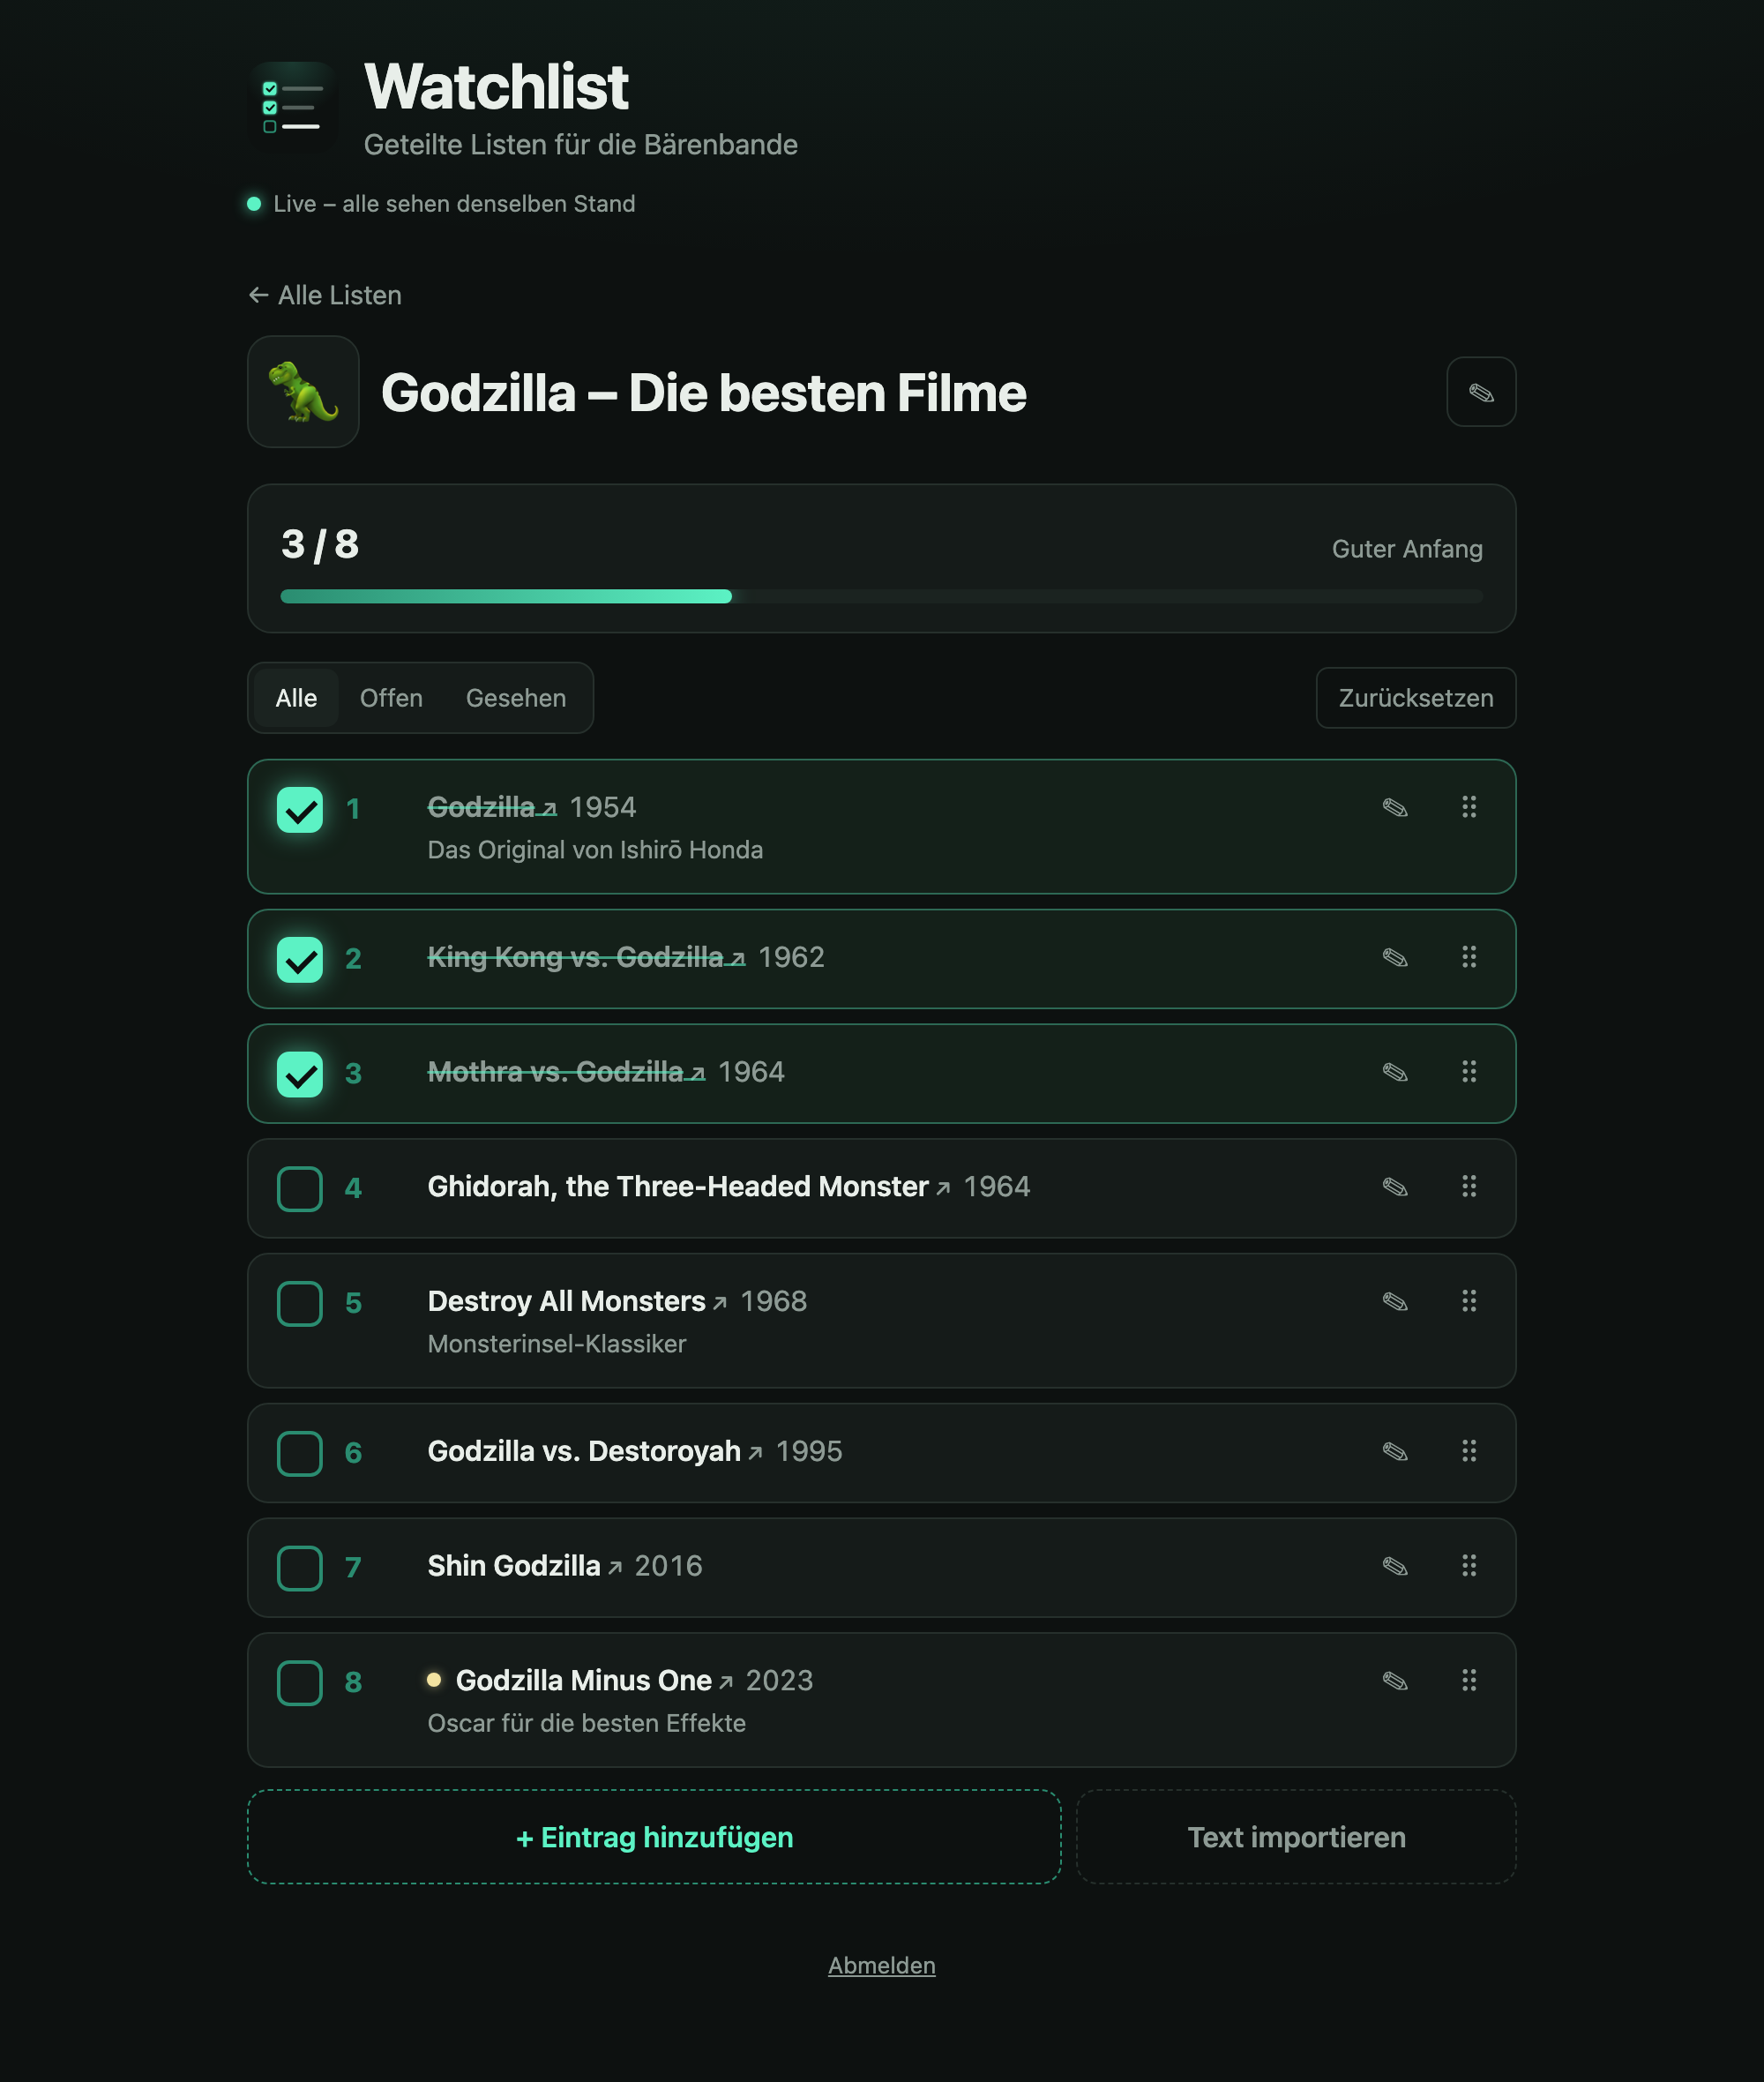 Watchlist
Geteilte Listen für die Bärenbande
Live – alle sehen denselben Stand
← Alle Listen
Godzilla – Die besten Filme
3 / 8
Guter Anfang
Alle Offen Gesehen
Zurücksetzen
1 Godzilla ↗ 1954
Das Original von Ishirō Honda
2 King Kong vs. Godzilla ↗ 1962
3 Mothra vs. Godzilla ↗ 1964
4 Ghidorah, the Three-Headed Monster ↗ 1964
5 Destroy All Monsters ↗ 1968
Monsterinsel-Klassiker
6 Godzilla vs. Destoroyah ↗ 1995
7 Shin Godzilla ↗ 2016
8 Godzilla Minus One ↗ 2023
Oscar für die besten Effekte
+ Eintrag hinzufügen
Text importieren
Abmelden